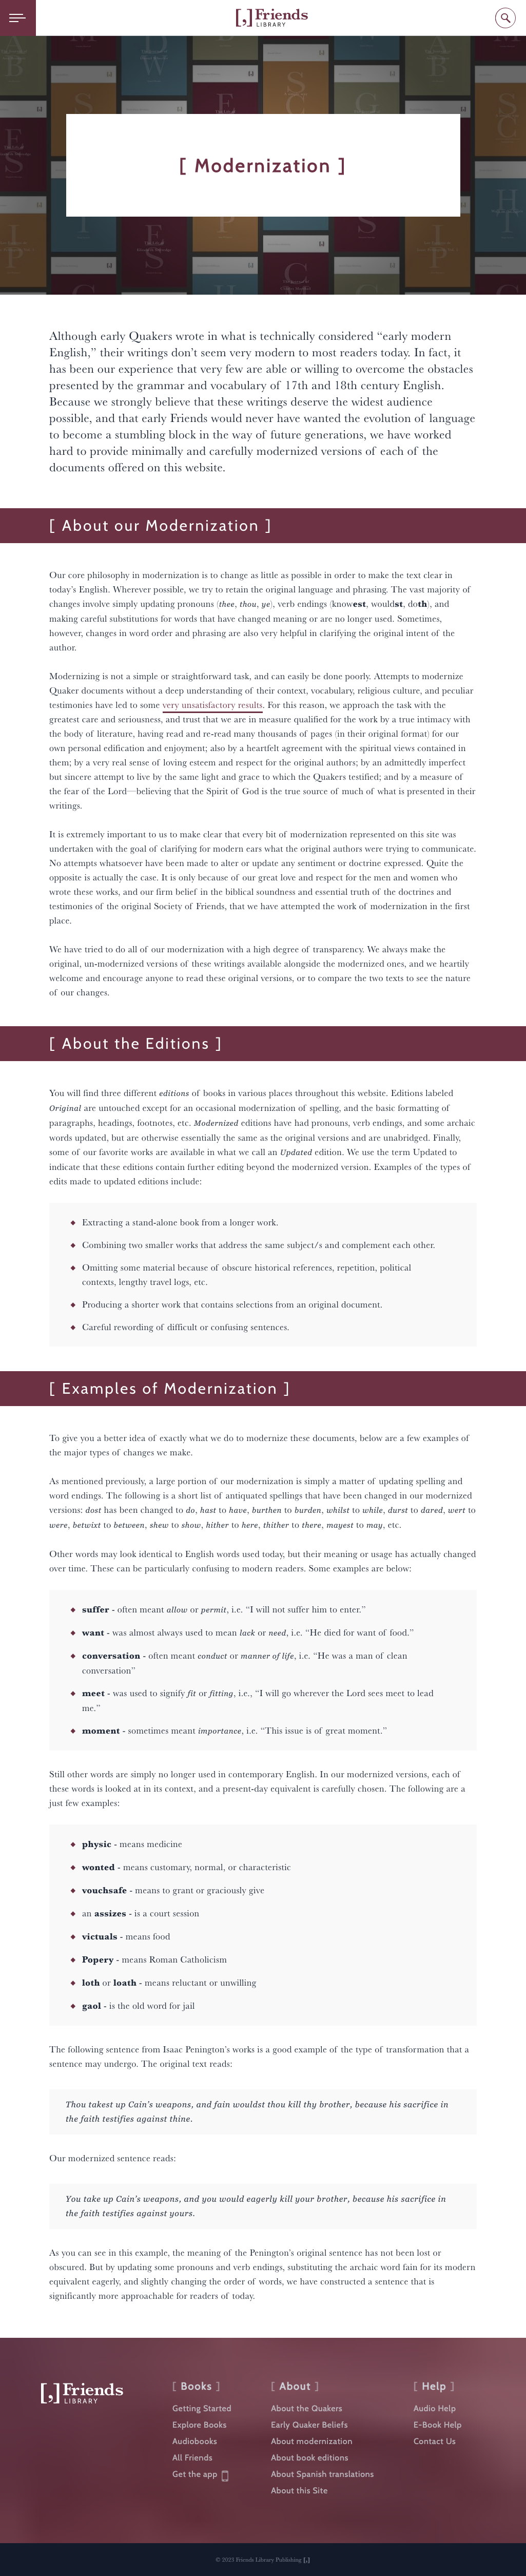 [,] Friends
LIBRARY
[ Modernization ]
Although early Quakers wrote in what is technically considered “early modern
English,” their writings don’t seem very modern to most readers today. In fact, it
has been our experience that very few are able or willing to overcome the obstacles
presented by the grammar and vocabulary of 17th and 18th century English.
Because we strongly believe that these writings deserve the widest audience
possible, and that early Friends would never have wanted the evolution of language
to become a stumbling block in the way of future generations, we have worked
hard to provide minimally and carefully modernized versions of each of the
documents offered on this website.
[ About our Modernization ]
Our core philosophy in modernization is to change as little as possible in order to make the text clear in
today’s English. Wherever possible, we try to retain the original language and phrasing. The vast majority of
changes involve simply updating pronouns (thee, thou, ye), verb endings (knowest, wouldst, doth), and
making careful substitutions for words that have changed meaning or are no longer used. Sometimes,
however, changes in word order and phrasing are also very helpful in clarifying the original intent of the
author.
Modernizing is not a simple or straightforward task, and can easily be done poorly. Attempts to modernize
Quaker documents without a deep understanding of their context, vocabulary, religious culture, and peculiar
testimonies have led to some very unsatisfactory results. For this reason, we approach the task with the
greatest care and seriousness, and trust that we are in measure qualified for the work by a true intimacy with
the body of literature, having read and re-read many thousands of pages (in their original format) for our
own personal edification and enjoyment; also by a heartfelt agreement with the spiritual views contained in
them; by a very real sense of loving esteem and respect for the original authors; by an admittedly imperfect
but sincere attempt to live by the same light and grace to which the Quakers testified; and by a measure of
the fear of the Lord—believing that the Spirit of God is the true source of much of what is presented in their
writings.
It is extremely important to us to make clear that every bit of modernization represented on this site was
undertaken with the goal of clarifying for modern ears what the original authors were trying to communicate.
No attempts whatsoever have been made to alter or update any sentiment or doctrine expressed. Quite the
opposite is actually the case. It is only because of our great love and respect for the men and women who
wrote these works, and our firm belief in the biblical soundness and essential truth of the doctrines and
testimonies of the original Society of Friends, that we have attempted the work of modernization in the first
place.
We have tried to do all of our modernization with a high degree of transparency. We always make the
original, un-modernized versions of these writings available alongside the modernized ones, and we heartily
welcome and encourage anyone to read these original versions, or to compare the two texts to see the nature
of our changes.
[ About the Editions ]
You will find three different editions of books in various places throughout this website. Editions labeled
Original are untouched except for an occasional modernization of spelling, and the basic formatting of
paragraphs, headings, footnotes, etc. Modernized editions have had pronouns, verb endings, and some archaic
words updated, but are otherwise essentially the same as the original versions and are unabridged. Finally,
some of our favorite works are available in what we call an Updated edition. We use the term Updated to
indicate that these editions contain further editing beyond the modernized version. Examples of the types of
edits made to updated editions include:
Extracting a stand-alone book from a longer work.
Combining two smaller works that address the same subject/s and complement each other.
Omitting some material because of obscure historical references, repetition, political
contexts, lengthy travel logs, etc.
Producing a shorter work that contains selections from an original document.
Careful rewording of difficult or confusing sentences.
[ Examples of Modernization ]
To give you a better idea of exactly what we do to modernize these documents, below are a few examples of
the major types of changes we make.
As mentioned previously, a large portion of our modernization is simply a matter of updating spelling and
word endings. The following is a short list of antiquated spellings that have been changed in our modernized
versions: dost has been changed to do, hast to have, burthen to burden, whilst to while, durst to dared, wert to
were, betwixt to between, shew to show, hither to here, thither to there, mayest to may, etc.
Other words may look identical to English words used today, but their meaning or usage has actually changed
over time. These can be particularly confusing to modern readers. Some examples are below:
suffer - often meant allow or permit, i.e. “I will not suffer him to enter.”
want - was almost always used to mean lack or need, i.e. “He died for want of food.”
conversation - often meant conduct or manner of life, i.e. “He was a man of clean
conversation”
meet - was used to signify fit or fitting, i.e., “I will go wherever the Lord sees meet to lead
me.”
moment - sometimes meant importance, i.e. “This issue is of great moment.”
Still other words are simply no longer used in contemporary English. In our modernized versions, each of
these words is looked at in its context, and a present-day equivalent is carefully chosen. The following are a
just few examples:
physic - means medicine
wonted - means customary, normal, or characteristic
vouchsafe - means to grant or graciously give
an assizes - is a court session
victuals - means food
Popery - means Roman Catholicism
loth or loath - means reluctant or unwilling
gaol - is the old word for jail
The following sentence from Isaac Penington’s works is a good example of the type of transformation that a
sentence may undergo. The original text reads:
Thou takest up Cain’s weapons, and fain wouldst thou kill thy brother, because his sacrifice in
the faith testifies against thine.
Our modernized sentence reads:
You take up Cain’s weapons, and you would eagerly kill your brother, because his sacrifice in
the faith testifies against yours.
As you can see in this example, the meaning of the Penington’s original sentence has not been lost or
obscured. But by updating some pronouns and verb endings, substituting the archaic word fain for its modern
equivalent eagerly, and slightly changing the order of words, we have constructed a sentence that is
significantly more approachable for readers of today.
[,] Friends
LIBRARY
[ Books ]
Getting Started
Explore Books
Audiobooks
All Friends
Get the app
[ About ]
About the Quakers
Early Quaker Beliefs
About modernization
About book editions
About Spanish translations
About this Site
[ Help ]
Audio Help
E-Book Help
Contact Us
© 2023 Friends Library Publishing [,]